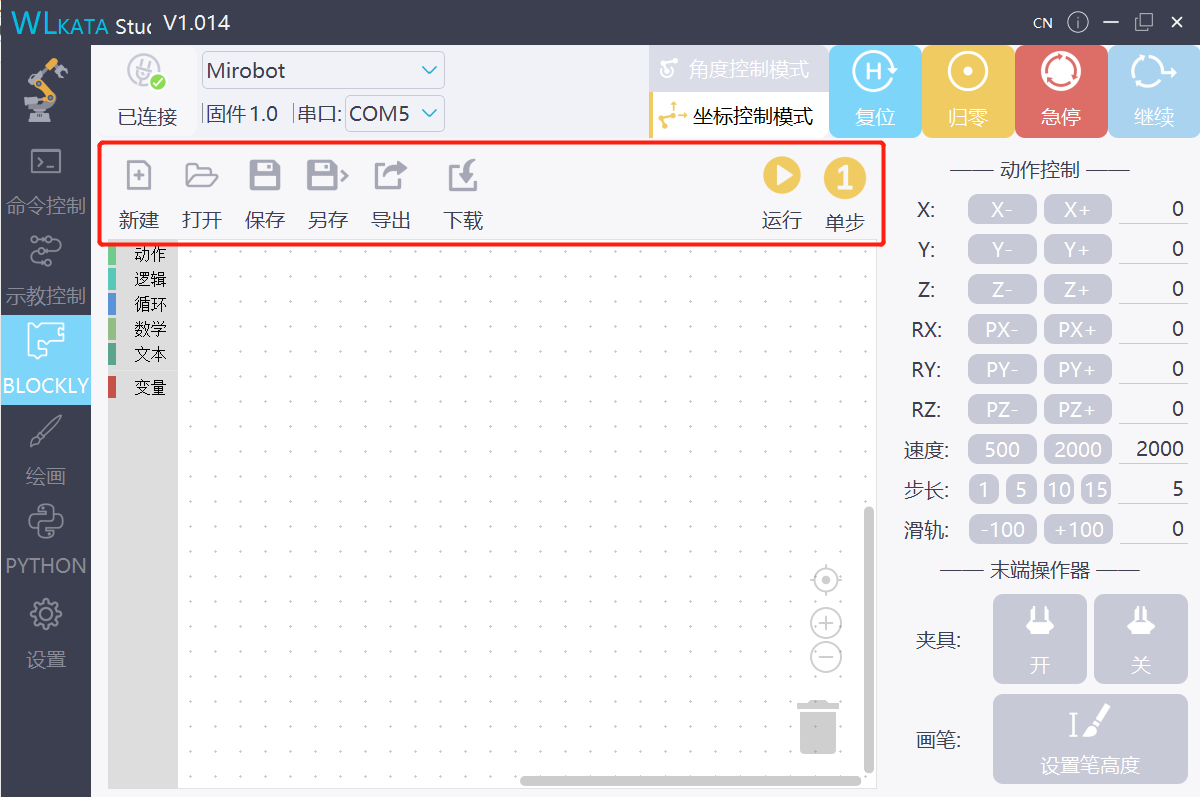 WLKATA Stuc V1.014
CN
已连接
Mirobot
固件 1.0
串口: COM5
角度控制模式
坐标控制模式
H
复位
归零
急停
继续
命令控制
示教控制
BLOCKLY
绘画
PYTHON
设置
新建
打开
保存
另存
导出
下载
运行
1
单步
动作
逻辑
循环
数学
文本
变量
动作控制
X: X- X+ 0
Y: Y- Y+ 0
Z: Z- Z+ 0
RX: PX- PX+ 0
RY: PY- PY+ 0
RZ: PZ- PZ+ 0
速度: 500 2000 2000
步长: 1 5 10 15 5
滑轨: -100 +100 0
末端操作器
夹具: 开 关
画笔: 设置笔高度